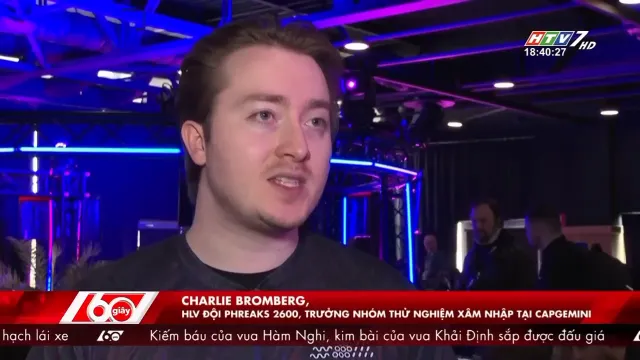 HTV7HD
18:40:27
60 giây
CHARLIE BROMBERG,
HLV ĐỘI PHREAKS 2600, TRƯỞNG NHÓM THỬ NGHIỆM XÂM NHẬP TẠI CAPGEMINI
hạch lái xe 60 Kiếm báu của vua Hàm Nghi, kim bài của vua Khải Định sắp được đấu giá